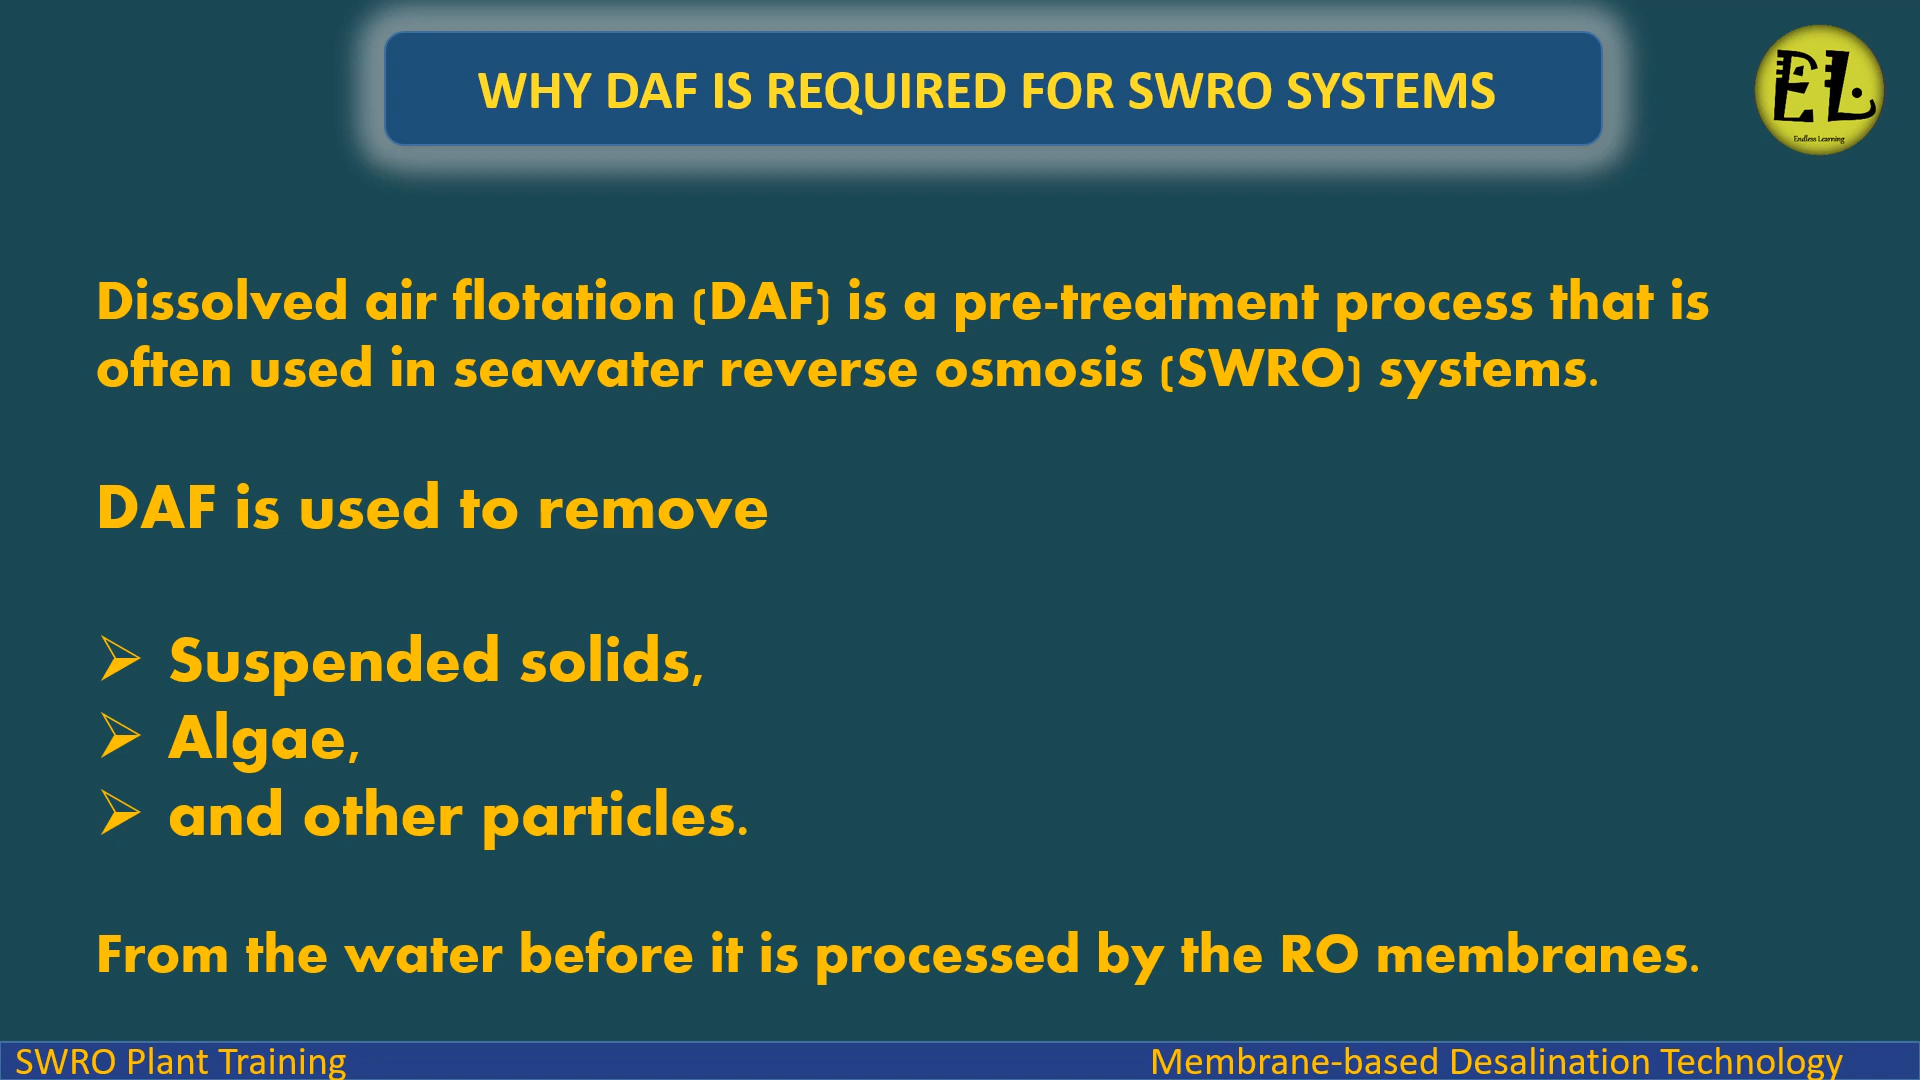 WHY DAF IS REQUIRED FOR SWRO SYSTEMS
EL
Endless Learning
Dissolved air flotation (DAF) is a pre-treatment process that is
often used in seawater reverse osmosis (SWRO) systems.
DAF is used to remove
➢ Suspended solids,
➢ Algae,
➢ and other particles.
From the water before it is processed by the RO membranes.
SWRO Plant Training
Membrane-based Desalination Technology